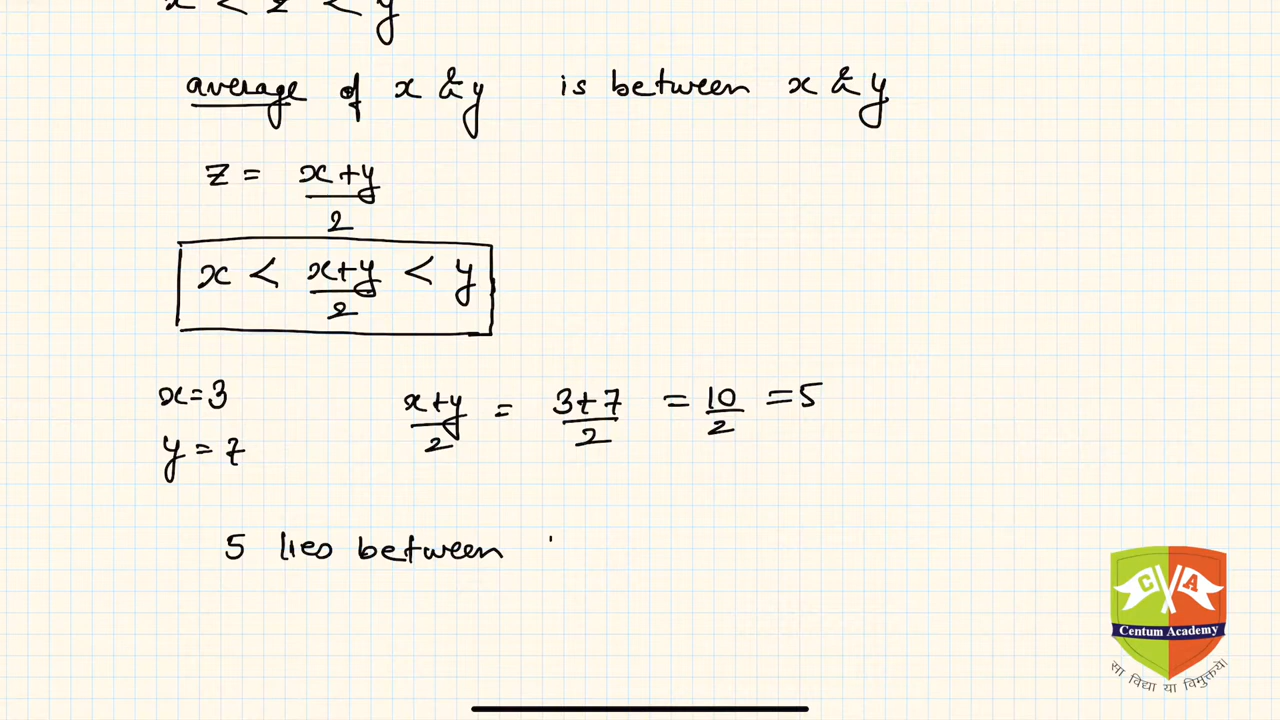 x < z < y
average of x & y is between x & y
z = x+y/2
x < x+y/2 < y
x=3
x+y/2 = 3+7/2 = 10/2 = 5
y = 7
5 lies between
C A
Centum Academy
सा विद्या या विमुक्तये।